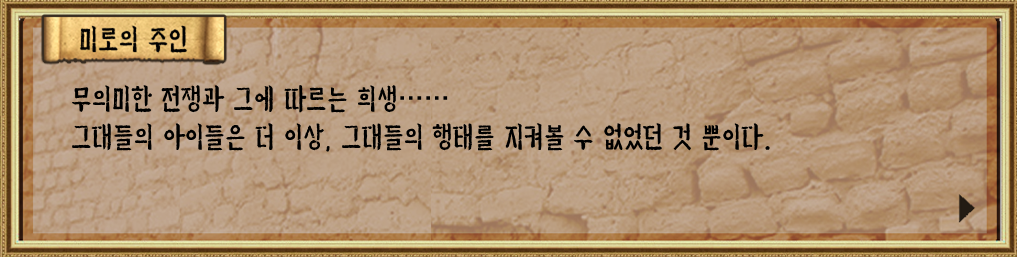 미로의 주인
무의미한 전쟁과 그에 따르는 희생……
그대들의 아이들은 더 이상, 그대들의 행태를 지켜볼 수 없었던 것 뿐이다.